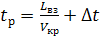 t_р = L_вз / V_кр + Δt